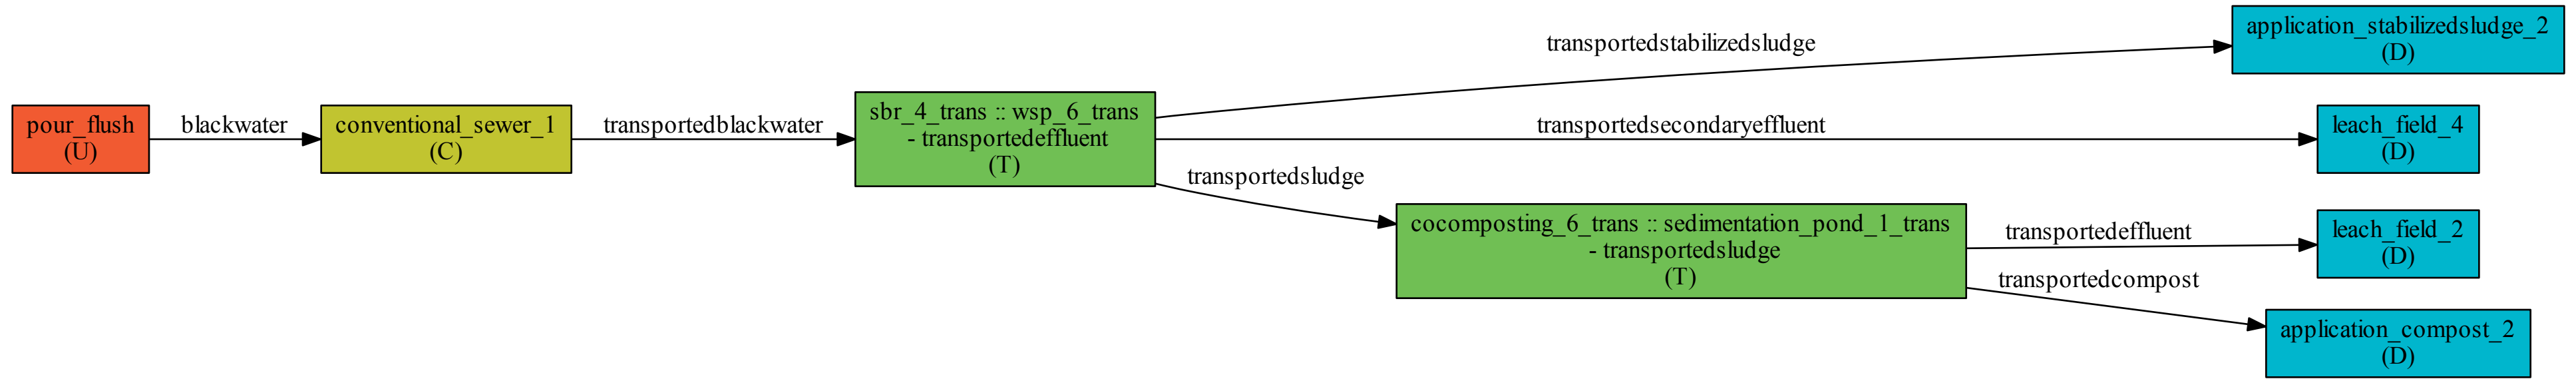 pour_flush
(U)
blackwater
conventional_sewer_1
(C)
transportedblackwater
sbr_4_trans :: wsp_6_trans
- transportedeffluent
(T)
transportedstabilizedsludge
application_stabilizedsludge_2
(D)
transportedsecondaryeffluent
leach_field_4
(D)
transportedsludge
cocomposting_6_trans :: sedimentation_pond_1_trans
- transportedsludge
(T)
transportedeffluent
leach_field_2
(D)
transportedcompost
application_compost_2
(D)